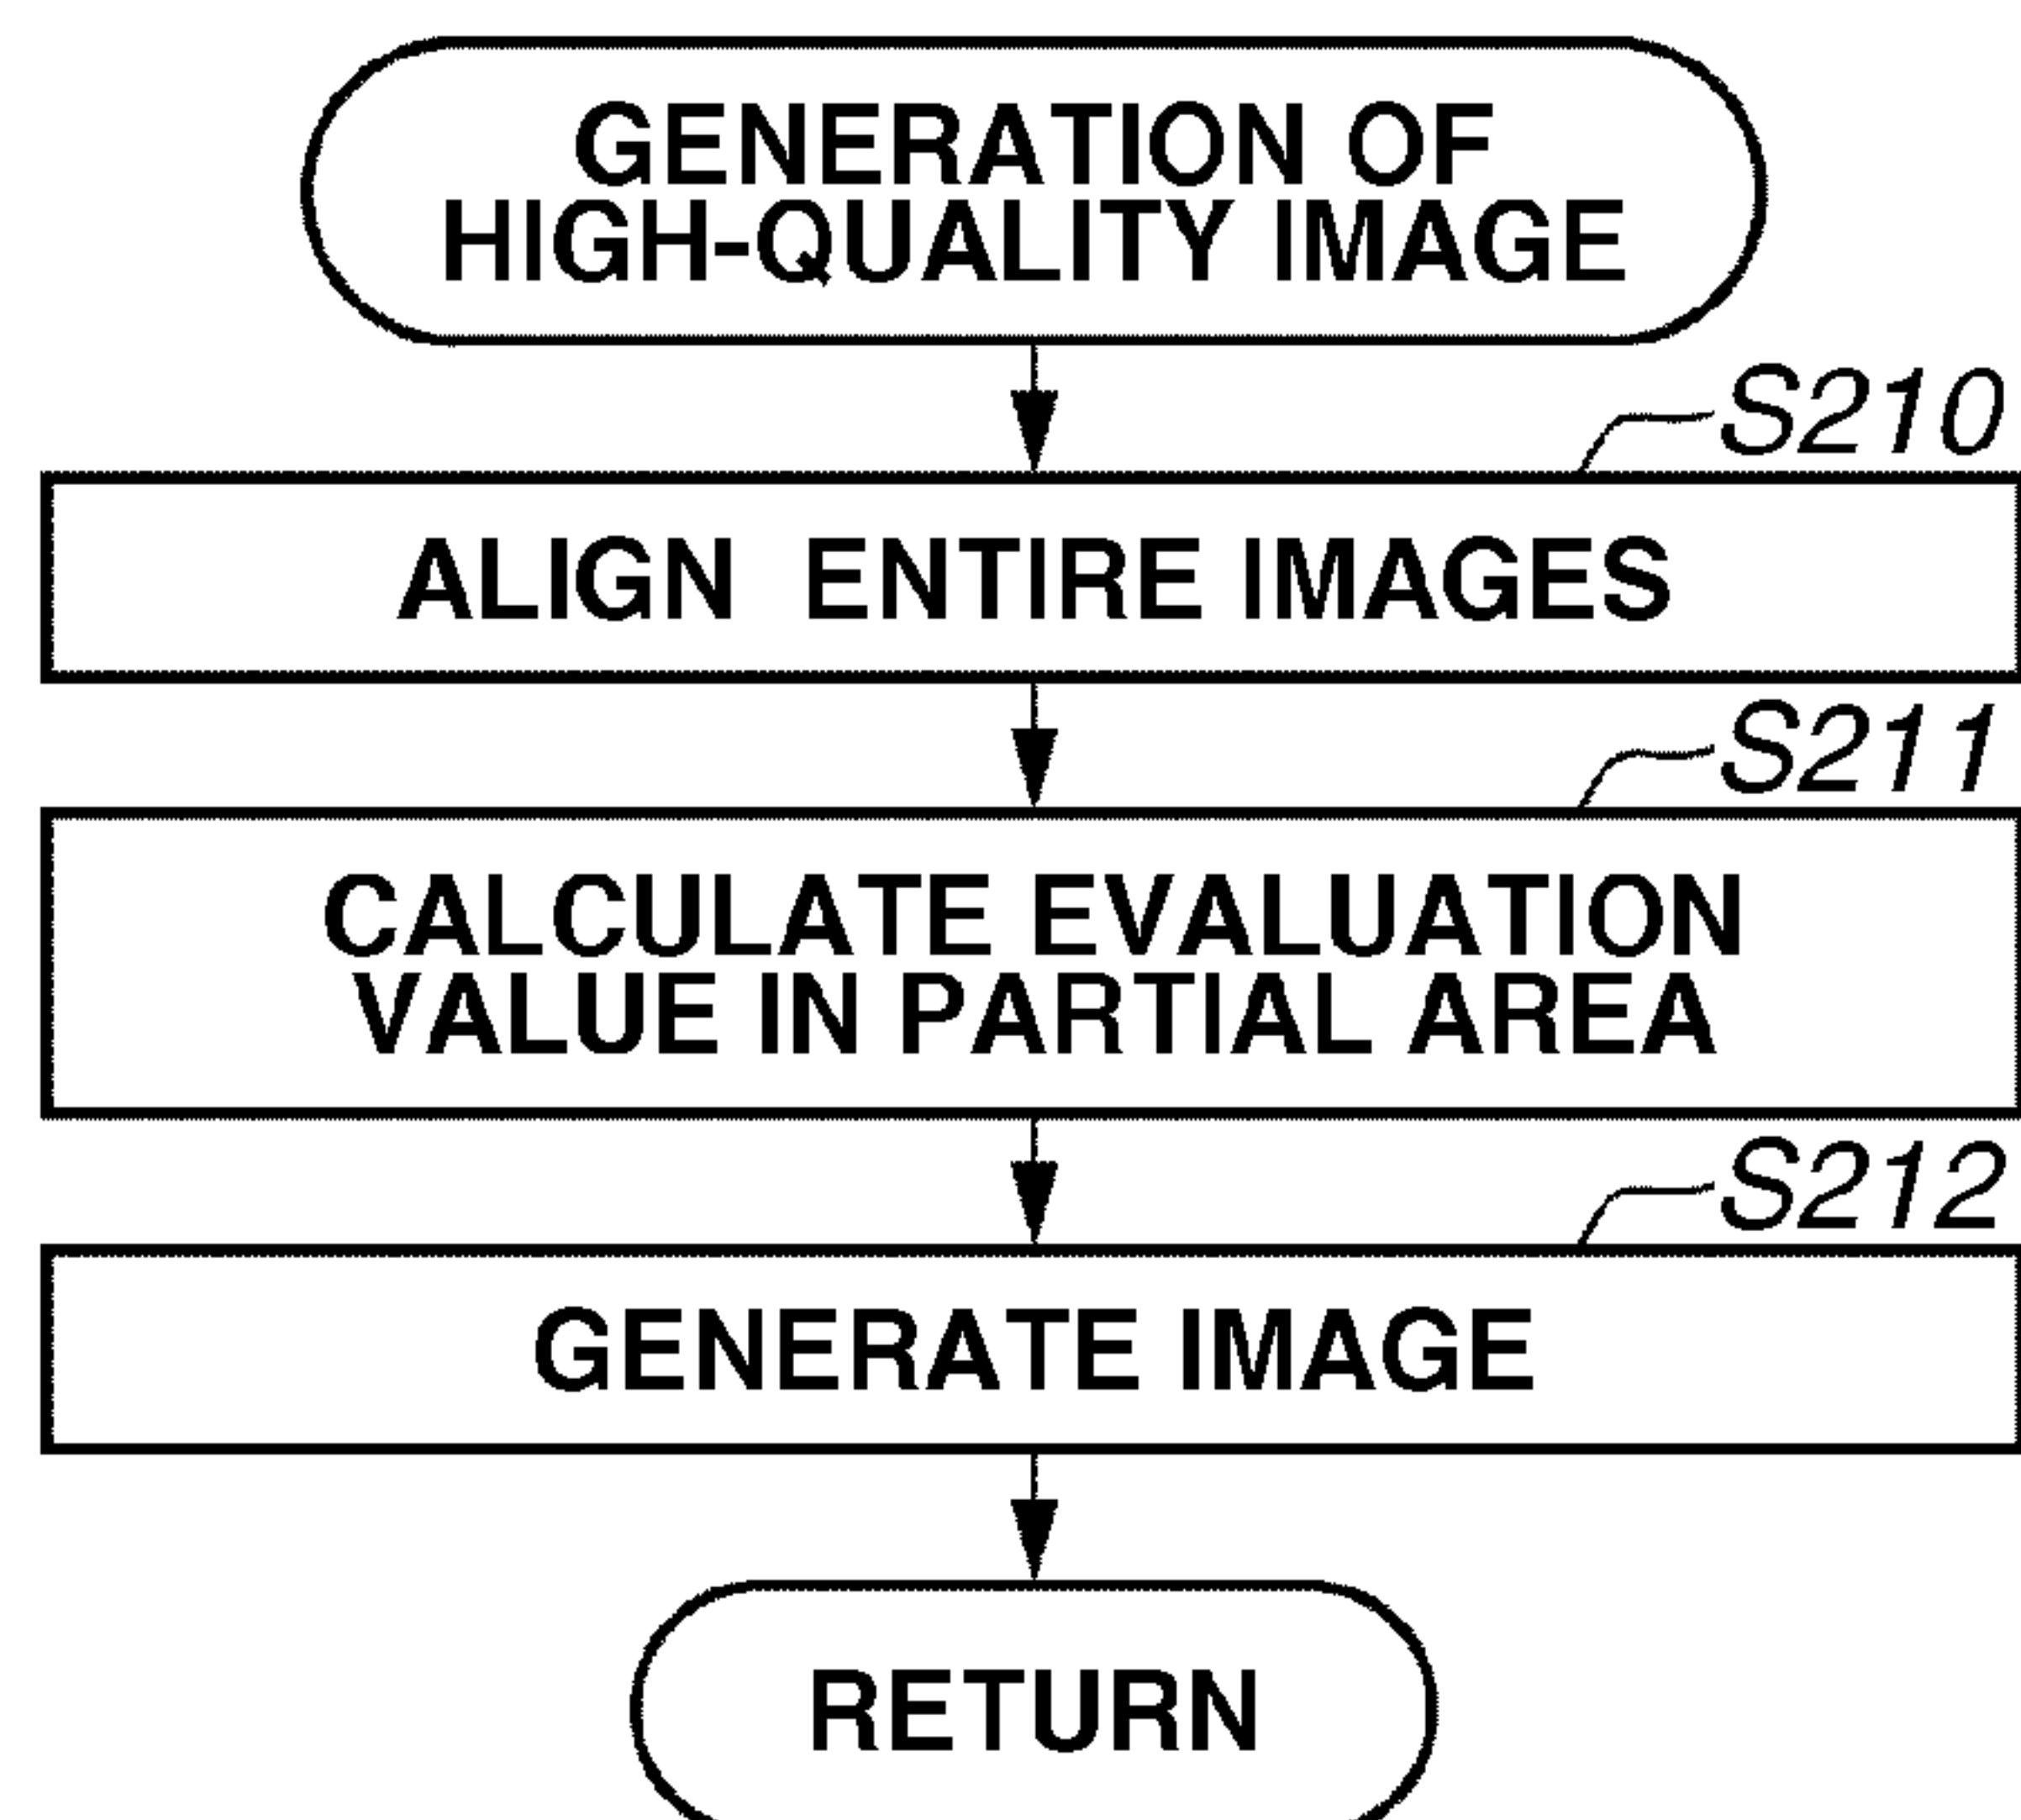 GENERATION OF
HIGH-QUALITY IMAGE
S210
ALIGN ENTIRE IMAGES
S211
CALCULATE EVALUATION
VALUE IN PARTIAL AREA
S212
GENERATE IMAGE
RETURN